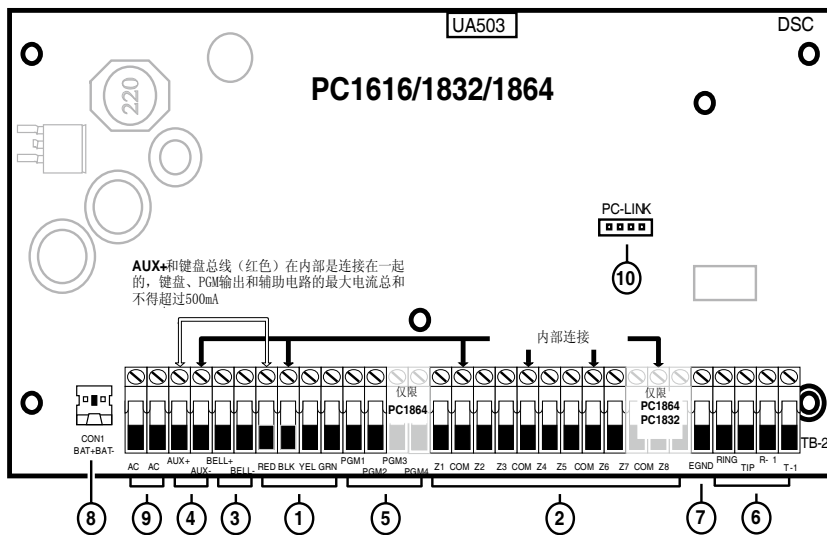 UA503
DSC
PC1616/1832/1864
220
PC-LINK
10
AUX+和键盘总线（红色）在内部是连接在一起
的，键盘、PGM输出和辅助电路的最大电流总和
不得超过500mA
内部连接
仅限
PC1864
仅限
PC1864
PC1832
CON1
BAT+BAT-
TB-2
AC AC AUX+ AUX- BELL+ BELL- RED BLK YEL GRN PGM1 PGM2 PGM3 PGM4 Z1 COM Z2 Z3 COM Z4 Z5 COM Z6 Z7 COM Z8 EGND RING TIP R-1 T-1
8 9 4 3 1 5 2 7 6